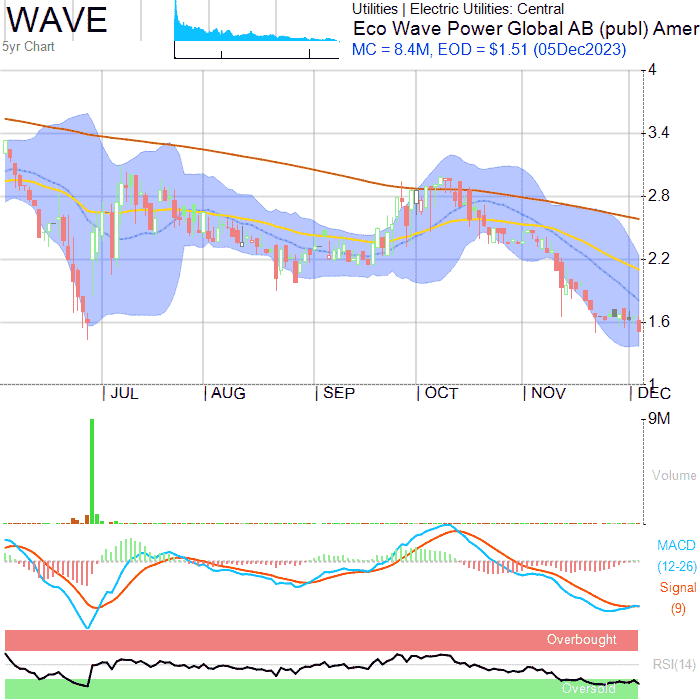 WAVE
5yr Chart
Utilities | Electric Utilities: Central
Eco Wave Power Global AB (publ) Amer
MC = 8.4M, EOD = $1.51 (05Dec2023)
4
3.4
2.8
2.2
1.6
1
JUL AUG SEP OCT NOV DEC
9M
Volume
MACD
(12-26)
Signal
(9)
Overbought
RSI(14)
Oversold